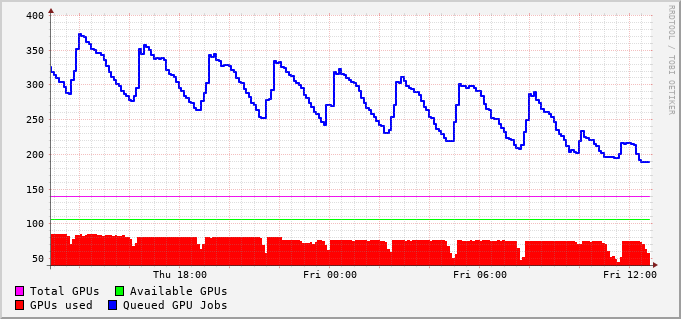 400
350
300
250
200
150
100
50
Thu 18:00 Fri 00:00 Fri 06:00 Fri 12:00
Total GPUs Available GPUs
GPUs used Queued GPU Jobs
RRDTOOL / TOBI OETIKER